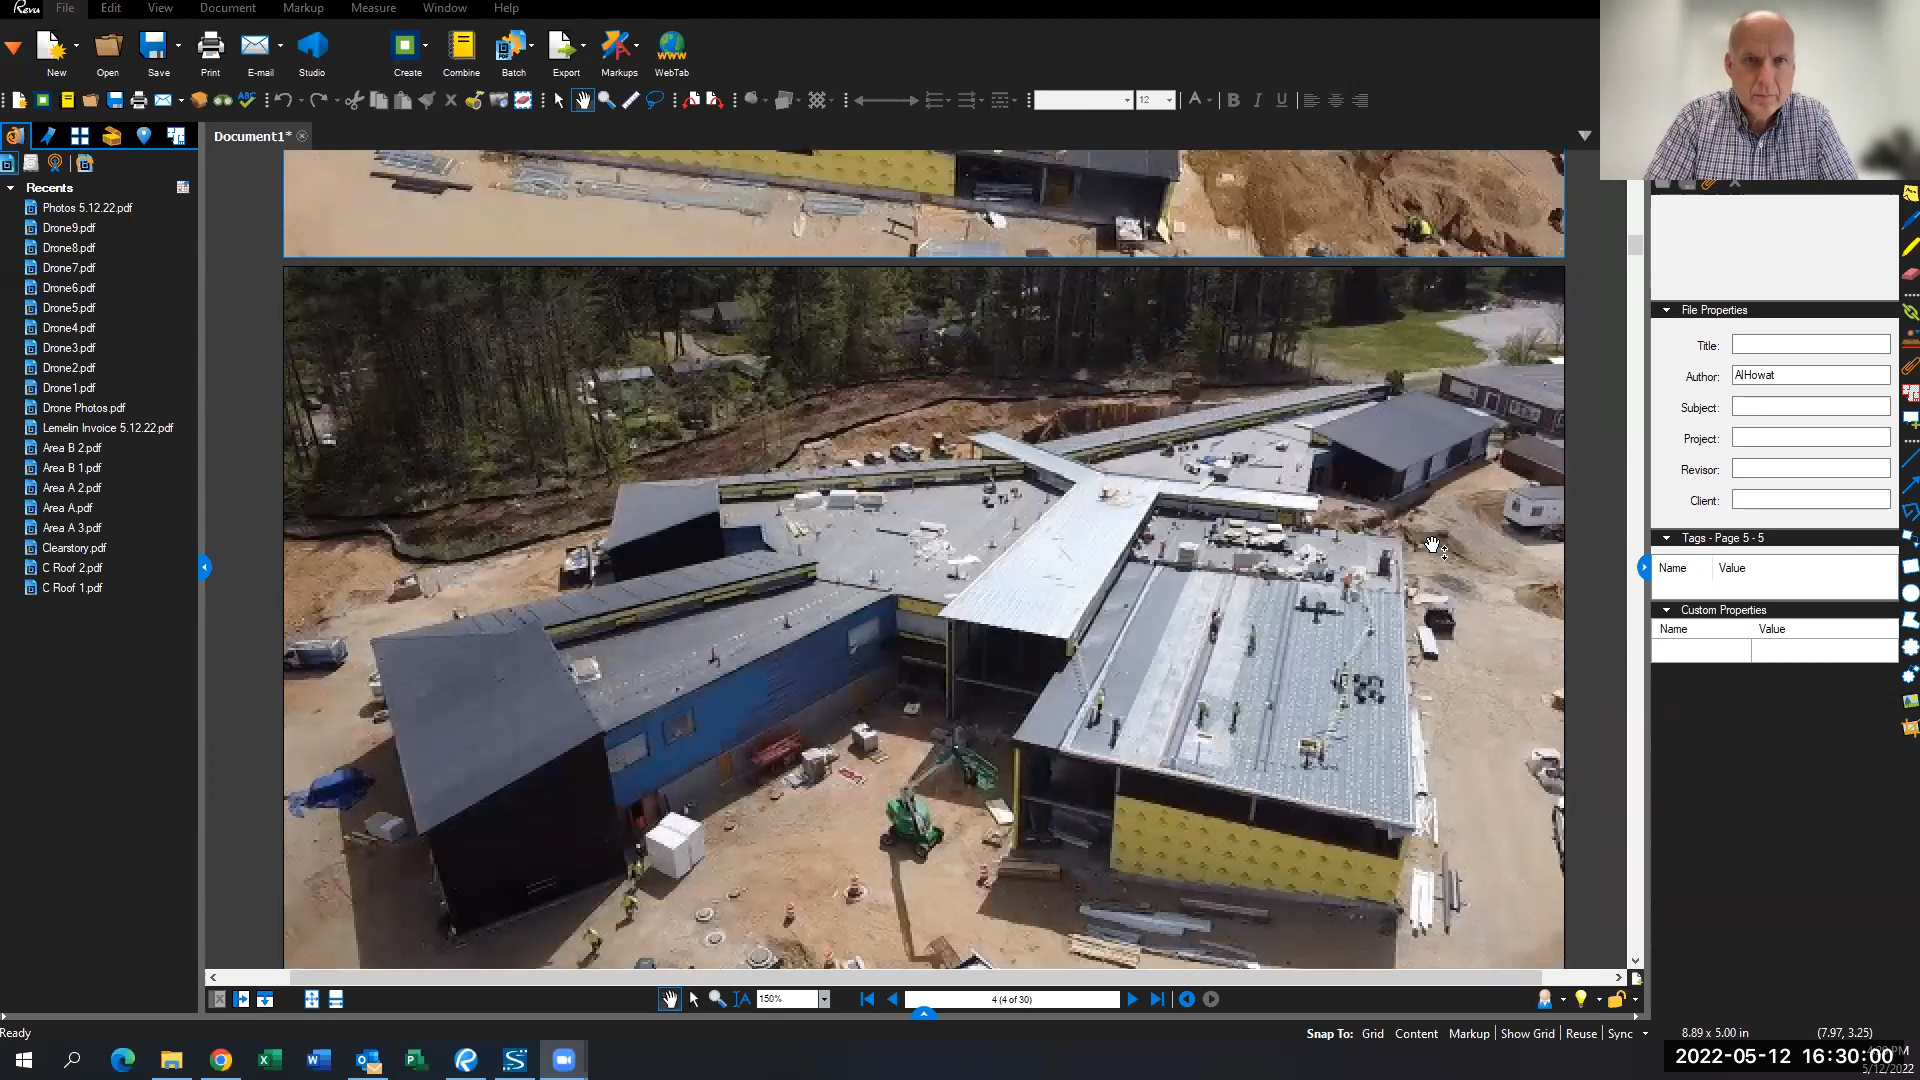 Revu File Edit View Document Markup Measure Window Help
New Open Save Print E-mail Studio Create Combine Batch Export Markups WebTab
12
Document1*
Recents
Photos 5.12.22.pdf
Drone9.pdf
Drone8.pdf
Drone7.pdf
Drone6.pdf
Drone5.pdf
Drone4.pdf
Drone3.pdf
Drone2.pdf
Drone1.pdf
Drone Photos.pdf
Lemelin Invoice 5.12.22.pdf
Area B 2.pdf
Area B 1.pdf
Area A 2.pdf
Area A.pdf
Area A 3.pdf
Clearstory.pdf
C Roof 2.pdf
C Roof 1.pdf
File Properties
Title:
Author: AlHowat
Subject:
Project:
Revisor:
Client:
Tags - Page 5 - 5
Name Value
Custom Properties
Name Value
150% 4 (4 of 30)
Ready Snap To: Grid Content Markup Show Grid Reuse Sync 8.89 x 5.00 in (7.97, 3.25)
2022-05-12 16:30:00
5/12/2022